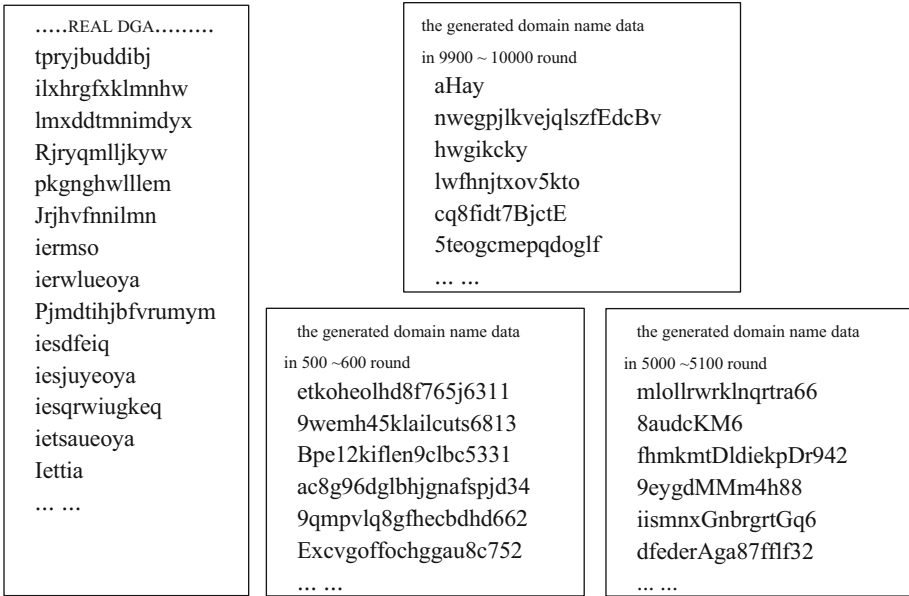 .....REAL DGA.........
tpryjbuddibj
ilxhrgfxklmnhw
lmxddtmnimdyx
Rjryqmlljkyw
pkgnghwlllem
Jrjhvfnnilmn
iermso
ierwlueoya
Pjmdtihjbfvrumym
iesdfeiq
iesjuyeoya
iesqrwiugkeq
ietsaueoya
Iettia
... ...
the generated domain name data
in 9900 ~ 10000 round
aHay
nwegpjlkvejqlszfEdcBv
hwgikcky
lwfhnjtxov5kto
cq8fidt7BjctE
5teogcmepqdoglf
... ...
the generated domain name data
in 500 ~600 round
etkoheolhd8f765j6311
9wemh45klailcuts6813
Bpe12kiflen9clbc5331
ac8g96dglbhjgnafspjd34
9qmpvlq8gfhecbdhd662
Excvgoffochggau8c752
... ...
the generated domain name data
in 5000 ~5100 round
mlollrwrklnqrtra66
8audcKM6
fhmkmtDldiekpDr942
9eygdMMm4h88
iismnxGnbrgrtGq6
dfederAga87fflf32
... ...